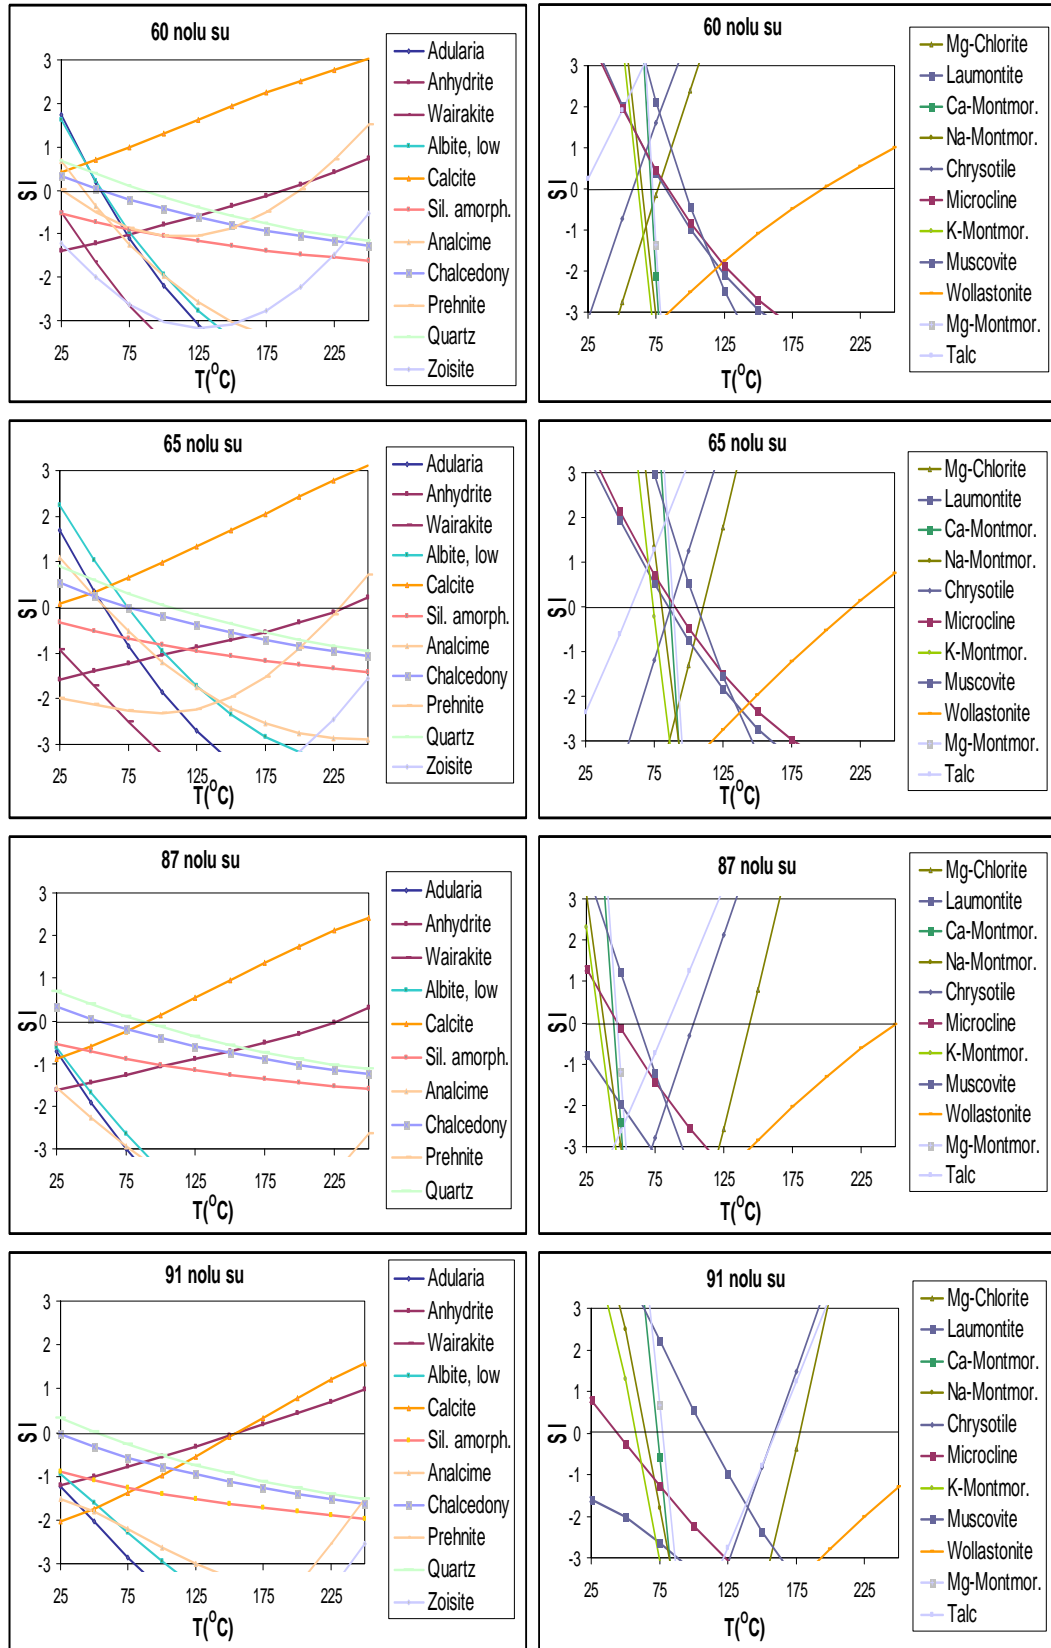 60 nolu su
3
2
1
0
-1
-2
-3
S I
25 75 125 175 225
T(°C)
Adularia
Anhydrite
Wairakite
Albite, low
Calcite
Sil. amorph.
Analcime
Chalcedony
Prehnite
Quartz
Zoisite
60 nolu su
3
2
1
0
-1
-2
-3
S I
25 75 125 175 225
T(°C)
Mg-Chlorite
Laumontite
Ca-Montmor.
Na-Montmor.
Chrysotile
Microcline
K-Montmor.
Muscovite
Wollastonite
Mg-Montmor.
Talc
65 nolu su
3
2
1
0
-1
-2
-3
S I
25 75 125 175 225
T(°C)
Adularia
Anhydrite
Wairakite
Albite, low
Calcite
Sil. amorph.
Analcime
Chalcedony
Prehnite
Quartz
Zoisite
65 nolu su
3
2
1
0
-1
-2
-3
S I
25 75 125 175 225
T(°C)
Mg-Chlorite
Laumontite
Ca-Montmor.
Na-Montmor.
Chrysotile
Microcline
K-Montmor.
Muscovite
Wollastonite
Mg-Montmor.
Talc
87 nolu su
3
2
1
0
-1
-2
-3
S I
25 75 125 175 225
T(°C)
Adularia
Anhydrite
Wairakite
Albite, low
Calcite
Sil. amorph.
Analcime
Chalcedony
Prehnite
Quartz
87 nolu su
3
2
1
0
-1
-2
-3
S I
25 75 125 175 225
T(°C)
Mg-Chlorite
Laumontite
Ca-Montmor.
Na-Montmor.
Chrysotile
Microcline
K-Montmor.
Muscovite
Wollastonite
Mg-Montmor.
Talc
91 nolu su
3
2
1
0
-1
-2
-3
S I
25 75 125 175 225
T(°C)
Adularia
Anhydrite
Wairakite
Albite, low
Calcite
Sil. amorph.
Analcime
Chalcedony
Prehnite
Quartz
Zoisite
91 nolu su
3
2
1
0
-1
-2
-3
S I
25 75 125 175 225
T(°C)
Mg-Chlorite
Laumontite
Ca-Montmor.
Na-Montmor.
Chrysotile
Microcline
K-Montmor.
Muscovite
Wollastonite
Mg-Montmor.
Talc